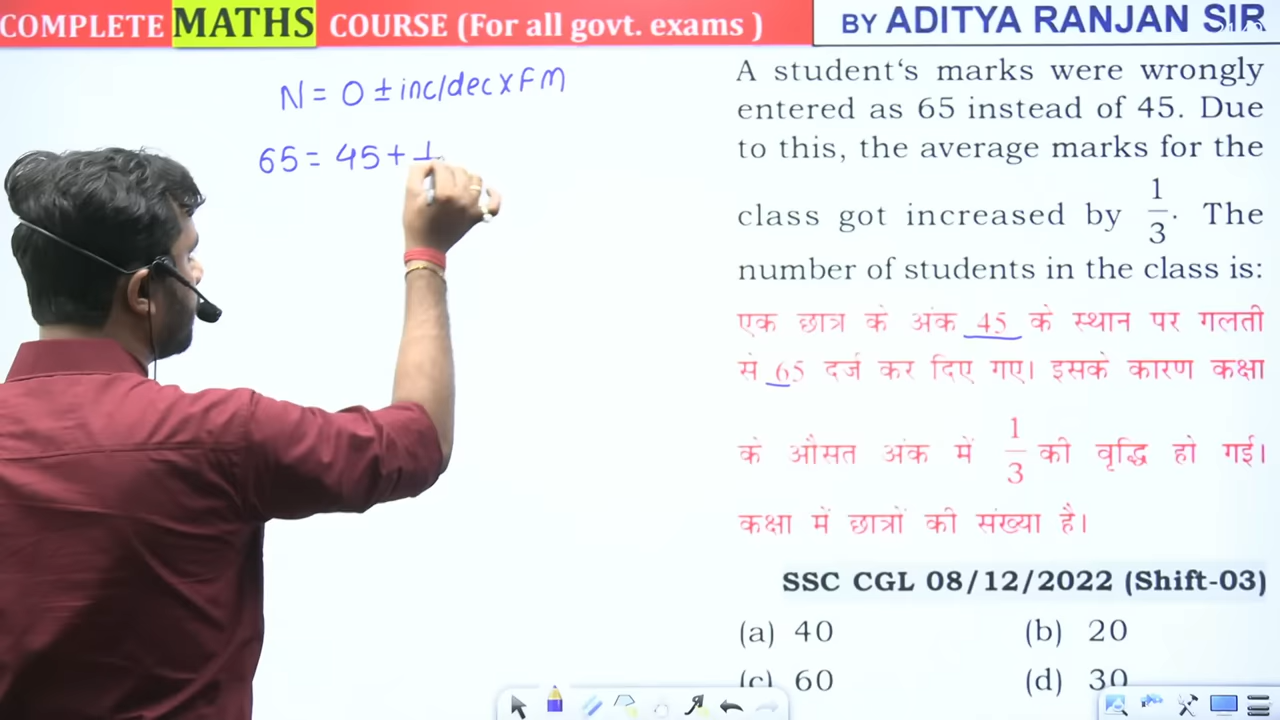 COMPLETE MATHS COURSE (For all govt. exams )
BY ADITYA RANJAN SIR
N = O ± inc/dec x F M
65 = 45 +
A student‘s marks were wrongly
entered as 65 instead of 45. Due
to this, the average marks for the
class got increased by 1/3. The
number of students in the class is:
एक छात्र के अंक 45 के स्थान पर गलती
से 65 दर्ज कर दिए गए। इसके कारण कक्षा
के औसत अंक में 1/3 की वृद्धि हो गई।
कक्षा में छात्रों की संख्या है।
SSC CGL 08/12/2022 (Shift-03)
(a) 40 (b) 20
(c) 60 (d) 30